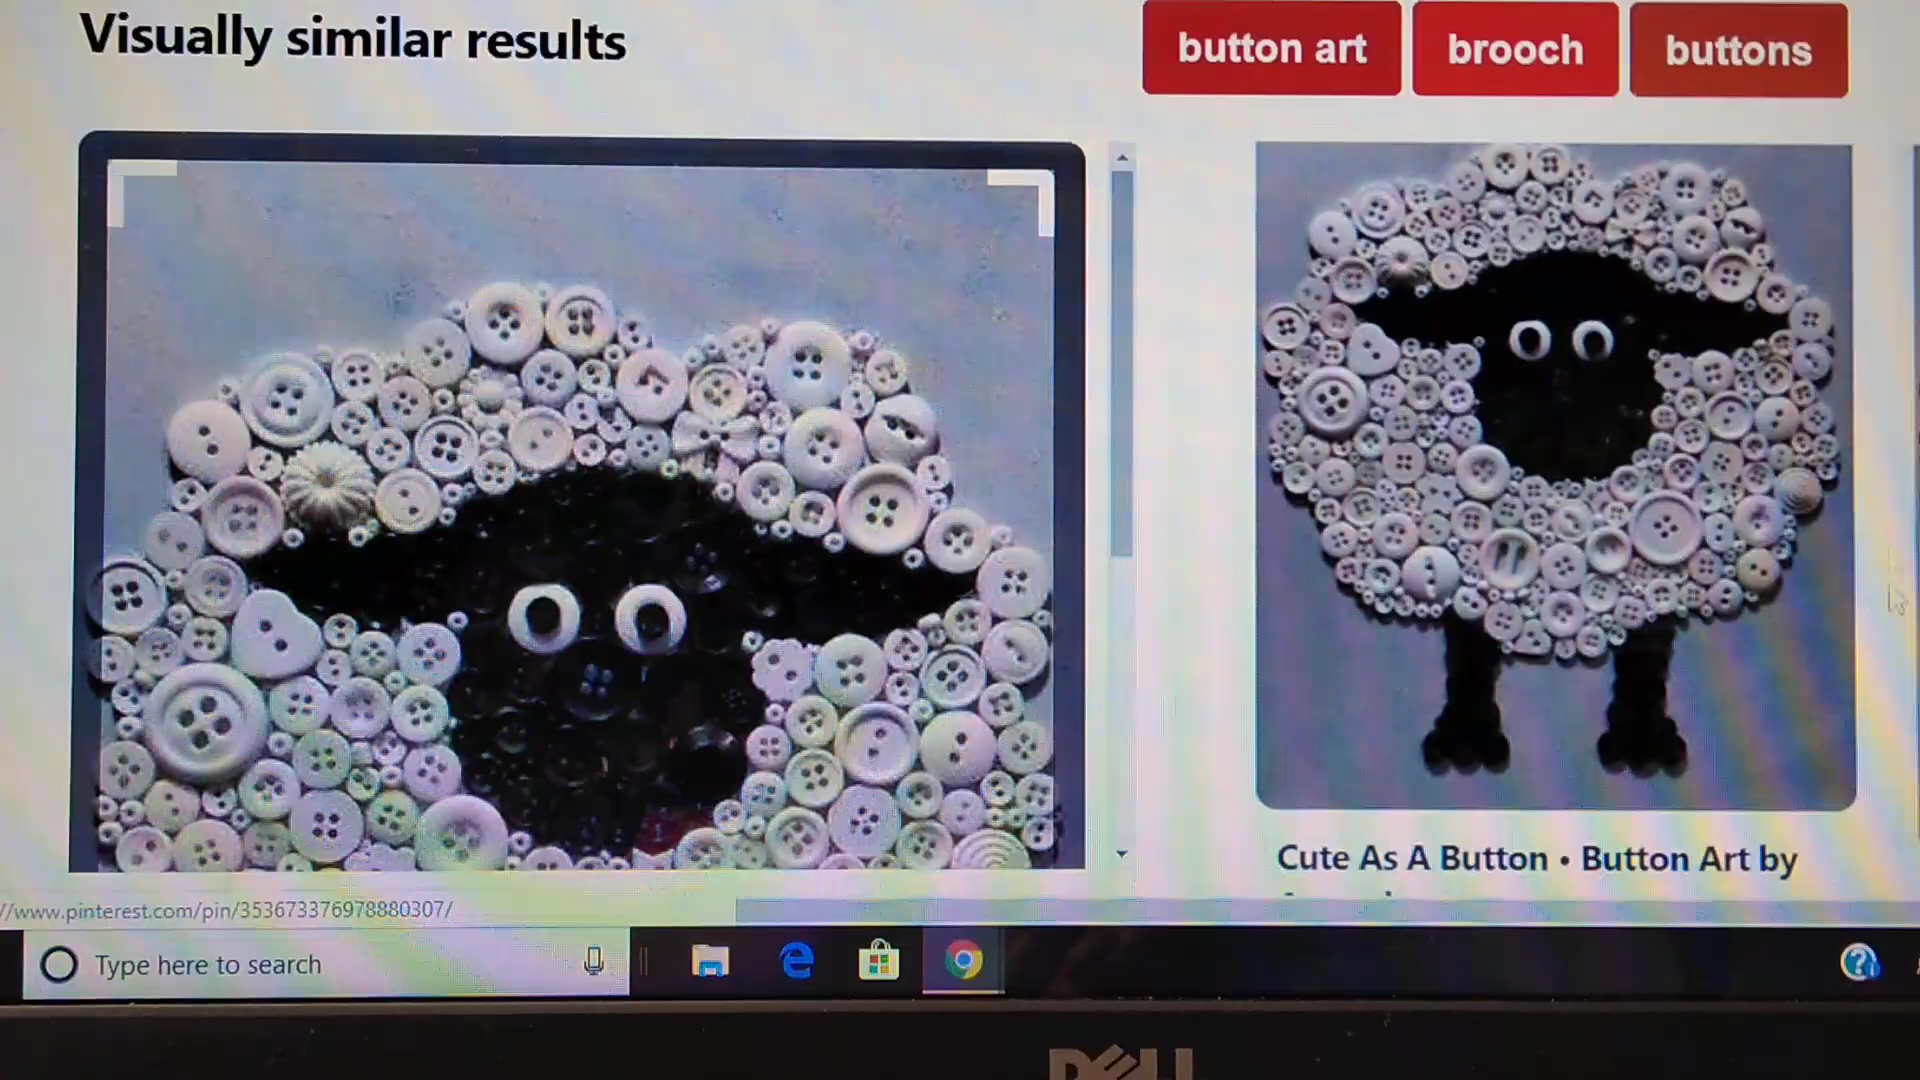 Visually similar results
button art
brooch
buttons
Cute As A Button • Button Art by
//www.pinterest.com/pin/353673376978880307/
Type here to search
DELL